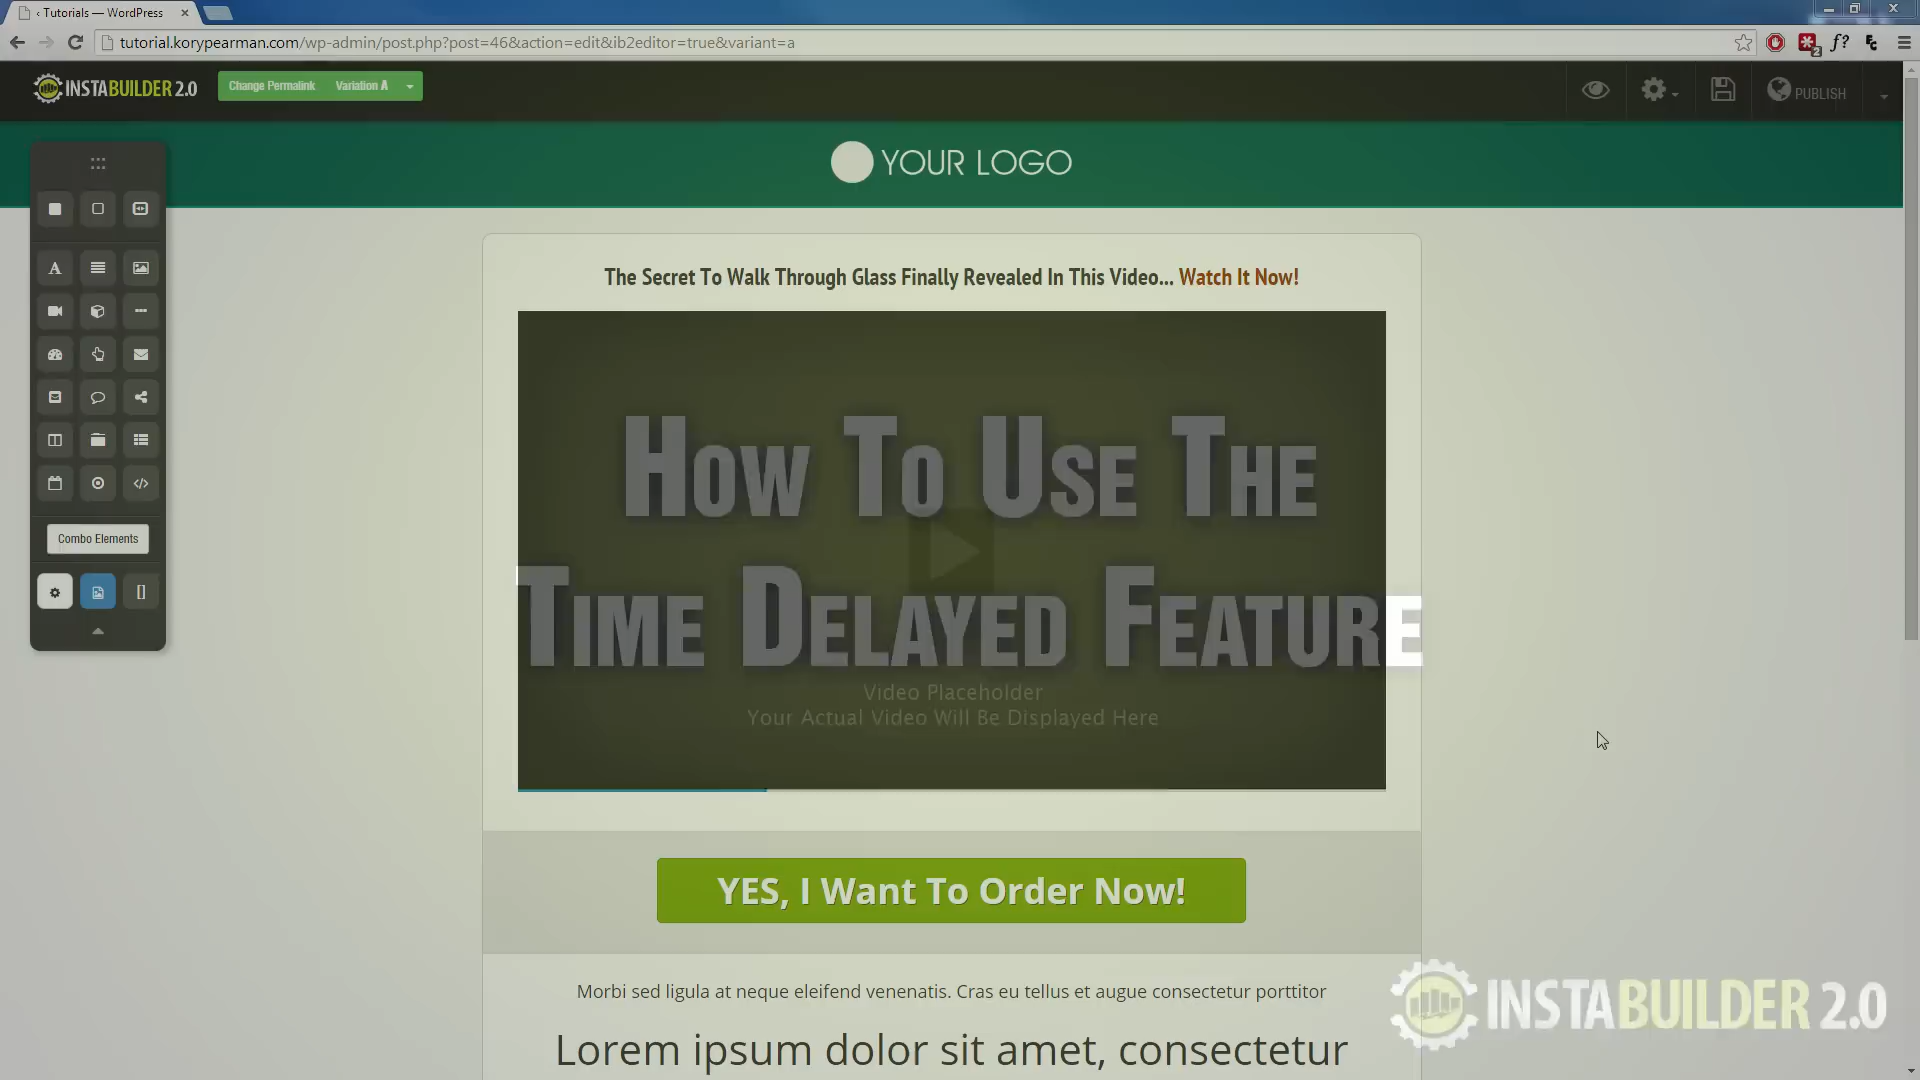 ‹ Tutorials — WordPress
tutorial.korypearman.com/wp-admin/post.php?post=46&action=edit&ib2editor=true&variant=a
INSTABUILDER 2.0
Change Permalink
Variation A
PUBLISH
YOUR LOGO
The Secret To Walk Through Glass Finally Revealed In This Video... Watch It Now!
How To Use The
Time Delayed Feature
Video Placeholder
Your Actual Video Will Be Displayed Here
Combo Elements
YES, I Want To Order Now!
Morbi sed ligula at neque eleifend venenatis. Cras eu tellus et augue consectetur porttitor
Lorem ipsum dolor sit amet, consectetur
INSTABUILDER 2.0